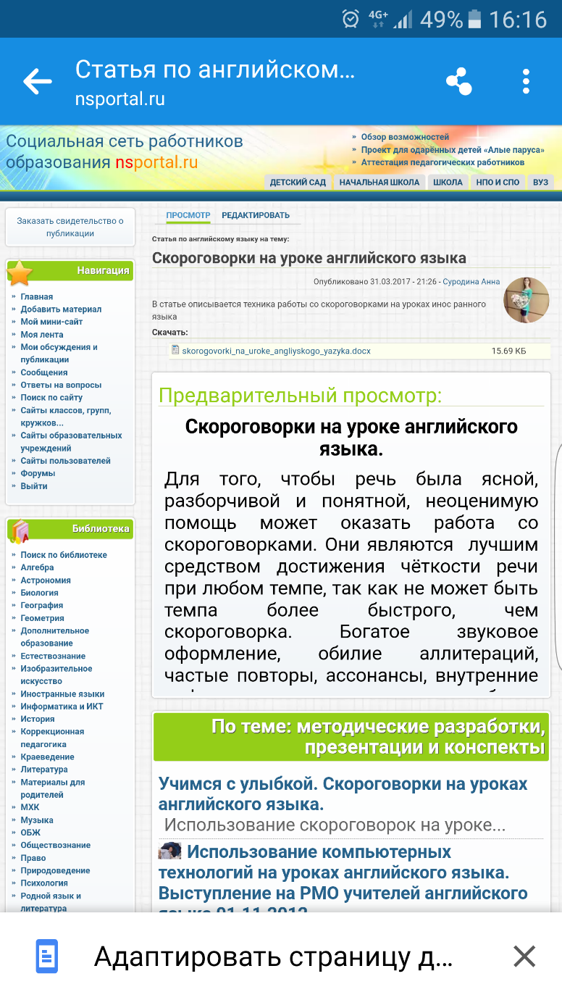 4G+ 49% 16:16
Статья по английском...
nsportal.ru
Социальная сеть работников
образования nsportal.ru
» Обзор возможностей
» Проект для одарённых детей «Алые паруса»
» Аттестация педагогических работников
ДЕТСКИЙ САД НАЧАЛЬНАЯ ШКОЛА ШКОЛА НПО И СПО ВУЗ
Заказать свидетельство о
публикации
Навигация
» Главная
» Добавить материал
» Мой мини-сайт
» Моя лента
» Мои обсуждения и
публикации
» Сообщения
» Ответы на вопросы
» Поиск по сайту
» Сайты классов, групп,
кружков...
» Сайты образовательных
учреждений
» Сайты пользователей
» Форумы
» Выйти
Библиотека
» Поиск по библиотеке
» Алгебра
» Астрономия
» Биология
» География
» Геометрия
» Дополнительное
образование
» Естествознание
» Изобразительное
искусство
» Иностранные языки
» Информатика и ИКТ
» История
» Коррекционная
педагогика
» Краеведение
» Литература
» Материалы для
родителей
» МХК
» Музыка
» ОБЖ
» Обществознание
» Право
» Природоведение
» Психология
» Родной язык и
литература
ПРОСМОТР РЕДАКТИРОВАТЬ
Статья по английскому языку на тему:
Скороговорки на уроке английского языка
Опубликовано 31.03.2017 - 21:26 - Суродина Анна
В статье описывается техника работы со скороговорками на уроках инос ранного
языка
Скачать:
skorogovorki_na_uroke_angliyskogo_yazyka.docx 15.69 КБ
Предварительный просмотр:
Скороговорки на уроке английского
языка.
Для того, чтобы речь была ясной,
разборчивой и понятной, неоценимую
помощь может оказать работа со
скороговорками. Они являются лучшим
средством достижения чёткости речи
при любом темпе, так как не может быть
темпа более быстрого, чем
скороговорка. Богатое звуковое
оформление, обилие аллитераций,
частые повторы, ассонансы, внутренние
По теме: методические разработки,
презентации и конспекты
Учимся с улыбкой. Скороговорки на уроках
английского языка.
Использование скороговорок на уроке...
Использование компьютерных
технологий на уроках английского языка.
Выступление на РМО учителей английского
языка 01.11.2012
Адаптировать страницу д...